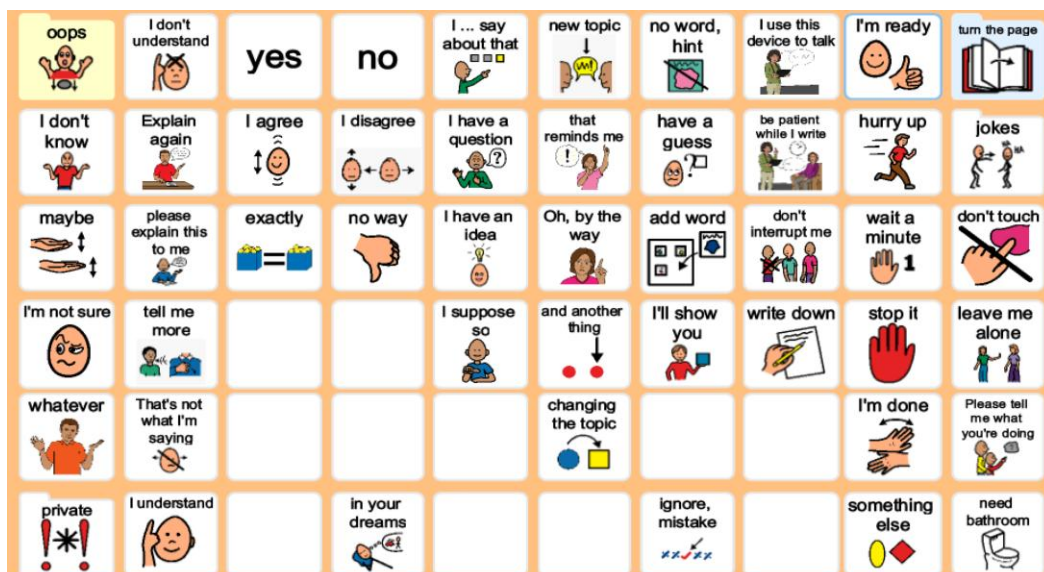 oops
I don't
understand
yes
no
I ... say
about that
new topic
no word,
hint
I use this
device to talk
I'm ready
turn the page
I don't
know
Explain
again
I agree
I disagree
I have a
question
?
that
reminds me
!
have a
guess
?
be patient
while I write
hurry up
jokes
HA
HA
maybe
please
explain this
to me
exactly
=
no way
I have an
idea
Oh, by the
way
add word
don't
interrupt me
wait a
minute
1
don't touch
I'm not sure
tell me
more
I suppose
so
and another
thing
I'll show
you
write down
stop it
leave me
alone
whatever
That's not
what I'm
saying
changing
the topic
I'm done
Please tell
me what
you're doing
?
private
!*!
I understand
in your
dreams
ignore,
mistake
something
else
need
bathroom